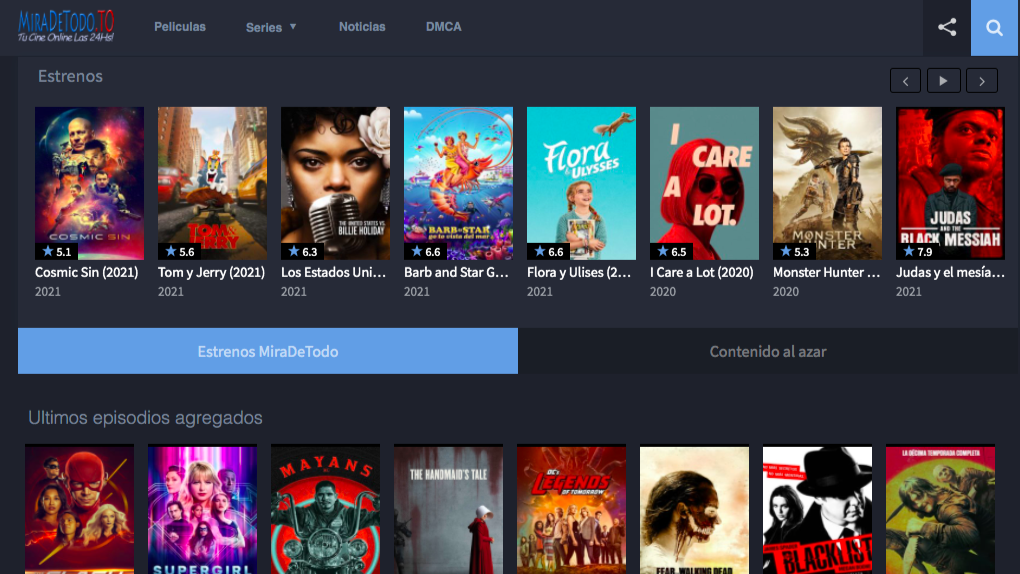 MiraDeTodo.TO
Tu Cine Online Las 24Hs!
Peliculas
Series
Noticias
DMCA
Estrenos
COSMIC SIN
TOM & JERRY
THE UNITED STATES VS.
BILLIE HOLIDAY
BARB & STAR
go to vista del mar
Flora
& ULYSSES
I
CARE
A
LOT.
MONSTER
HUNTER
JUDAS
AND THE
BLACK MESSIAH
5.1
5.6
6.3
6.6
6.6
6.5
5.3
7.9
Cosmic Sin (2021)
Tom y Jerry (2021)
Los Estados Uni...
Barb and Star G...
Flora y Ulises (2...
I Care a Lot (2020)
Monster Hunter ...
Judas y el mesía...
2021
2021
2021
2021
2021
2020
2020
2021
Estrenos MiraDeTodo
Contenido al azar
Ultimos episodios agregados
SUPERGIRL
MAYANS
THE HANDMAID'S TALE
DC's
LEGENDS
OF TOMORROW
FEAR THE WALKING DEAD
BLACKLIST
LA DÉCIMA TEMPORADA COMPLETA